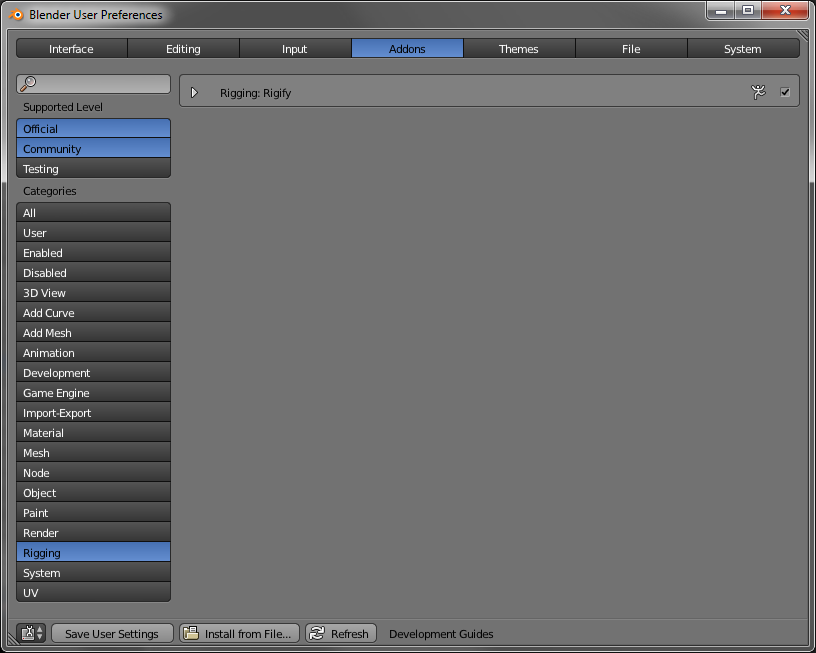 Blender User Preferences
Interface Editing Input Addons Themes File System
Rigging: Rigify
Supported Level
Official
Community
Testing
Categories
All
User
Enabled
Disabled
3D View
Add Curve
Add Mesh
Animation
Development
Game Engine
Import-Export
Material
Mesh
Node
Object
Paint
Render
Rigging
System
UV
Save User Settings Install from File... Refresh Development Guides